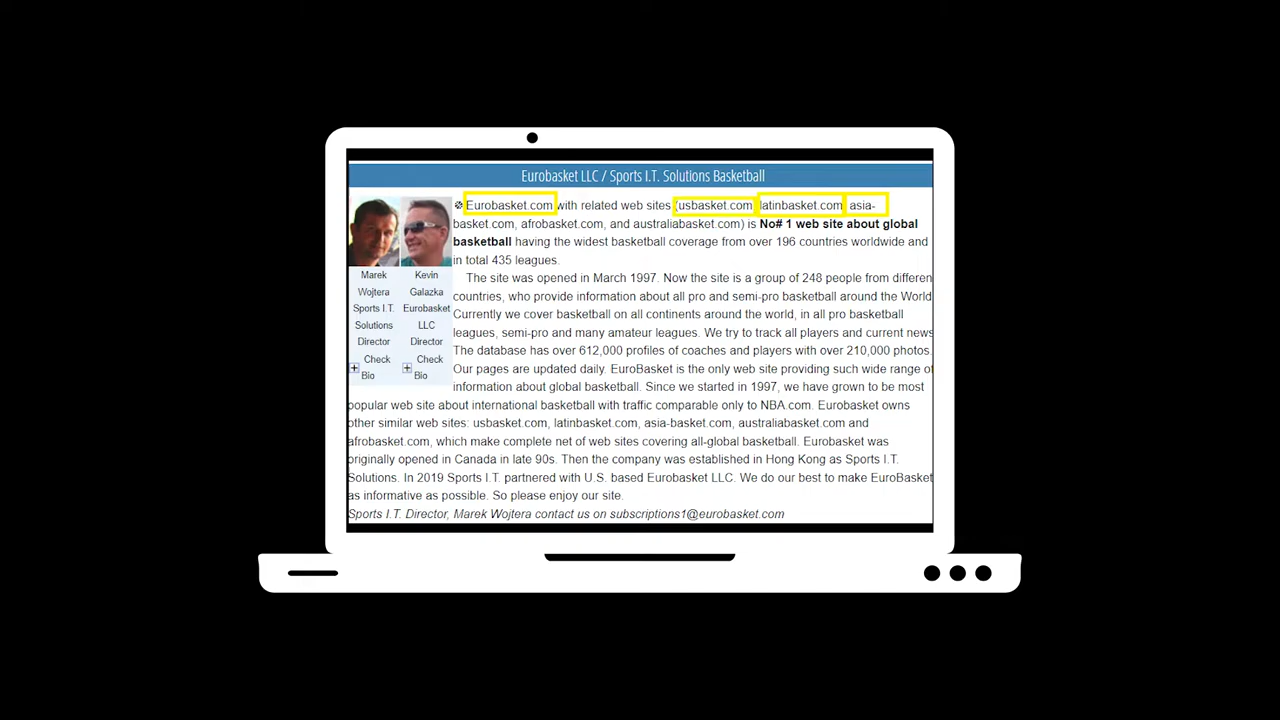 Eurobasket LLC / Sports I.T. Solutions Basketball
Eurobasket.com with related web sites (usbasket.com, latinbasket.com, asia-
basket.com, afrobasket.com, and australiabasket.com) is No# 1 web site about global
basketball having the widest basketball coverage from over 196 countries worldwide and
in total 435 leagues.
The site was opened in March 1997. Now the site is a group of 248 people from differen
countries, who provide information about all pro and semi-pro basketball around the World
Currently we cover basketball on all continents around the world, in all pro basketball
leagues, semi-pro and many amateur leagues. We try to track all players and current news
The database has over 612,000 profiles of coaches and players with over 210,000 photos.
Our pages are updated daily. EuroBasket is the only web site providing such wide range of
information about global basketball. Since we started in 1997, we have grown to be most
popular web site about international basketball with traffic comparable only to NBA.com. Eurobasket owns
other similar web sites: usbasket.com, latinbasket.com, asia-basket.com, australiabasket.com and
afrobasket.com, which make complete net of web sites covering all-global basketball. Eurobasket was
originally opened in Canada in late 90s. Then the company was established in Hong Kong as Sports I.T.
Solutions. In 2019 Sports I.T. partnered with U.S. based Eurobasket LLC. We do our best to make EuroBasket
as informative as possible. So please enjoy our site.
Sports I.T. Director, Marek Wojtera contact us on subscriptions1@eurobasket.com
Marek
Wojtera
Sports I.T.
Solutions
Director
Check
Bio
Kevin
Galazka
Eurobasket
LLC
Director
Check
Bio